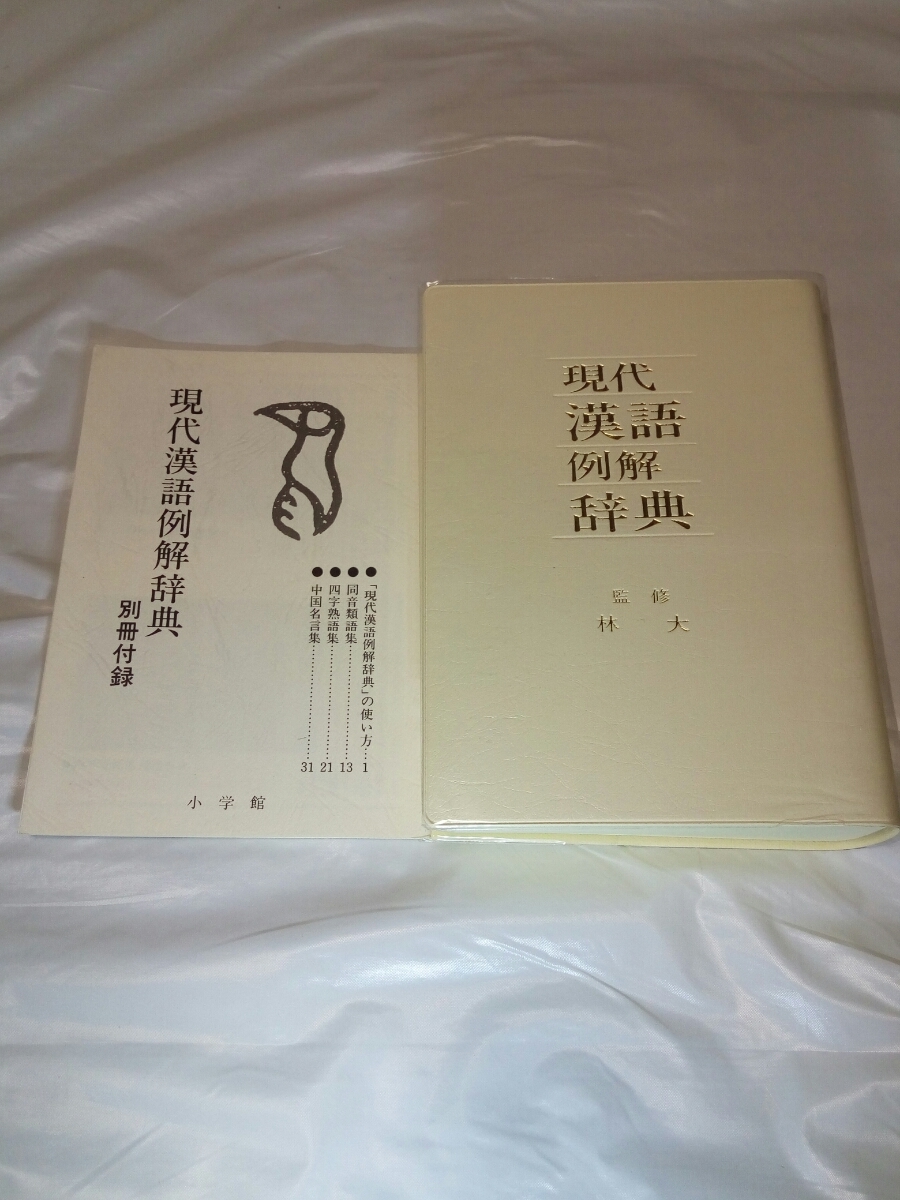 現代漢語例解辞典
別冊付録
●「現代漢語例解辞典」の使い方…1
●同音類語集……………………13
●四字熟語集……………………21
●中国名言集……………………31
小学館
現代
漢語
例解
辞典
監修
林 大